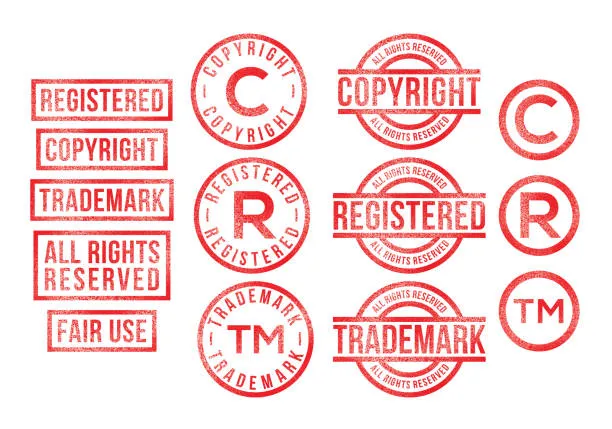 REGISTERED
COPYRIGHT
TRADEMARK
ALL RIGHTS
RESERVED
FAIR USE
COPYRIGHT
C
COPYRIGHT
REGISTERED
R
REGISTERED
TRADEMARK
TM
TRADEMARK
ALL RIGHTS RESERVED
COPYRIGHT
ALL RIGHTS RESERVED
ALL RIGHTS RESERVED
REGISTERED
ALL RIGHTS RESERVED
ALL RIGHTS RESERVED
TRADEMARK
ALL RIGHTS RESERVED
C
R
TM